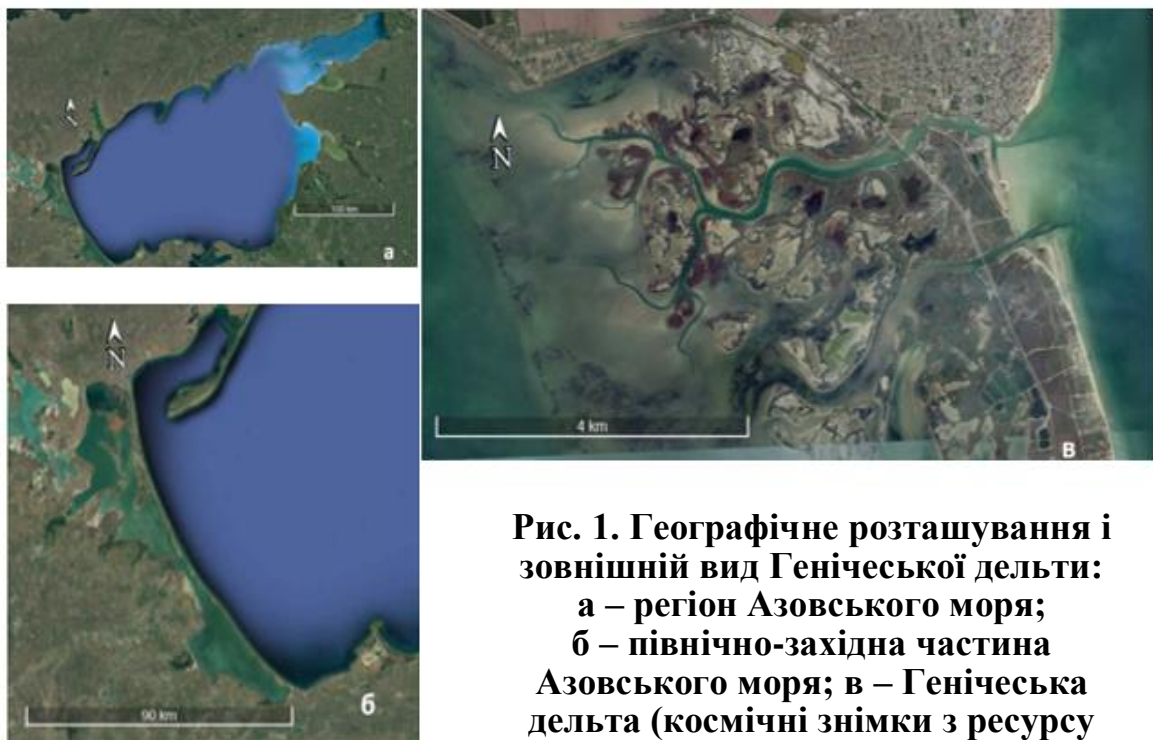 N
100 km
а
N
4 km
в
N
90 km
б
Рис. 1. Географічне розташування і
зовнішній вид Генічеської дельти:
а – регіон Азовського моря;
б – північно-західна частина
Азовського моря; в – Генічеська
дельта (космічні знімки з ресурсу